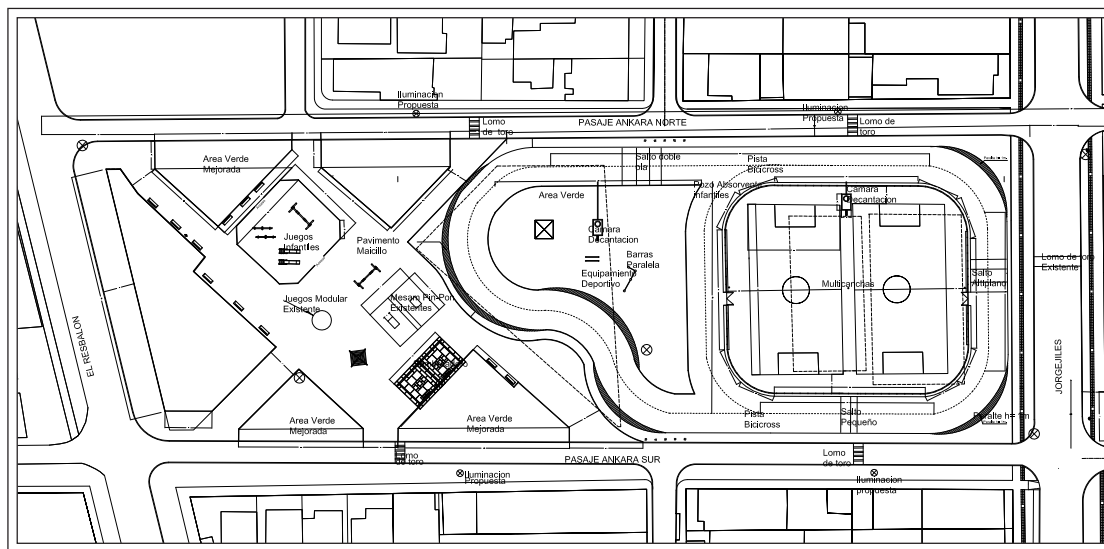 Iluminacion
Propuesta
Iluminacion
Propuesta
Lomo
de toro
PASAJE ANKARA NORTE
Lomo de
toro
Area Verde
Mejorada
Salto doble
ola
Pista
Bicicross
Area Verde
Pozo Absorvente
Infantiles
Camara
Decantacion
Juegos
Infantiles
Pavimento
Maicillo
Camara
Decantacion
Barras
Paralela
Lomo de toro
Existente
Equipamiento
Deportivo
Salto
Altiplano
Multicanchas
Juegos Modular
Existente
Mesam Pin-Pon
Existentes
EL RESBALON
JORGEJILES
Area Verde
Mejorada
Area Verde
Mejorada
Pista
Bicicross
Salto
Pequeño
Peralte h= 1m
Lomo
de toro
PASAJE ANKARA SUR
Lomo
de toro
Iluminacion
Propuesta
Iluminacion
propuesta